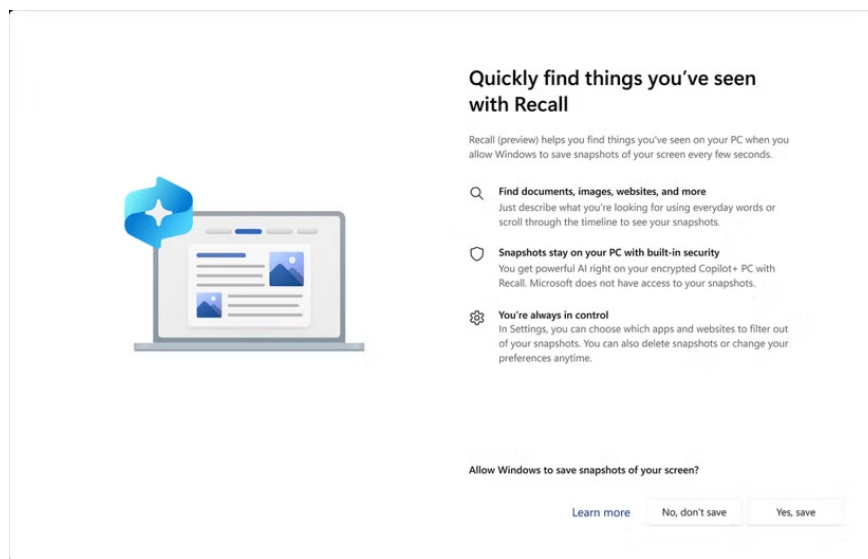 Quickly find things you've seen
with Recall
Recall (preview) helps you find things you've seen on your PC when you
allow Windows to save snapshots of your screen every few seconds.
Find documents, images, websites, and more
Just describe what you're looking for using everyday words or
scroll through the timeline to see your snapshots.
Snapshots stay on your PC with built-in security
You get powerful AI right on your encrypted Copilot+ PC with
Recall. Microsoft does not have access to your snapshots.
You're always in control
In Settings, you can choose which apps and websites to filter out
of your snapshots. You can also delete snapshots or change your
preferences anytime.
Allow Windows to save snapshots of your screen?
Learn more No, don't save Yes, save